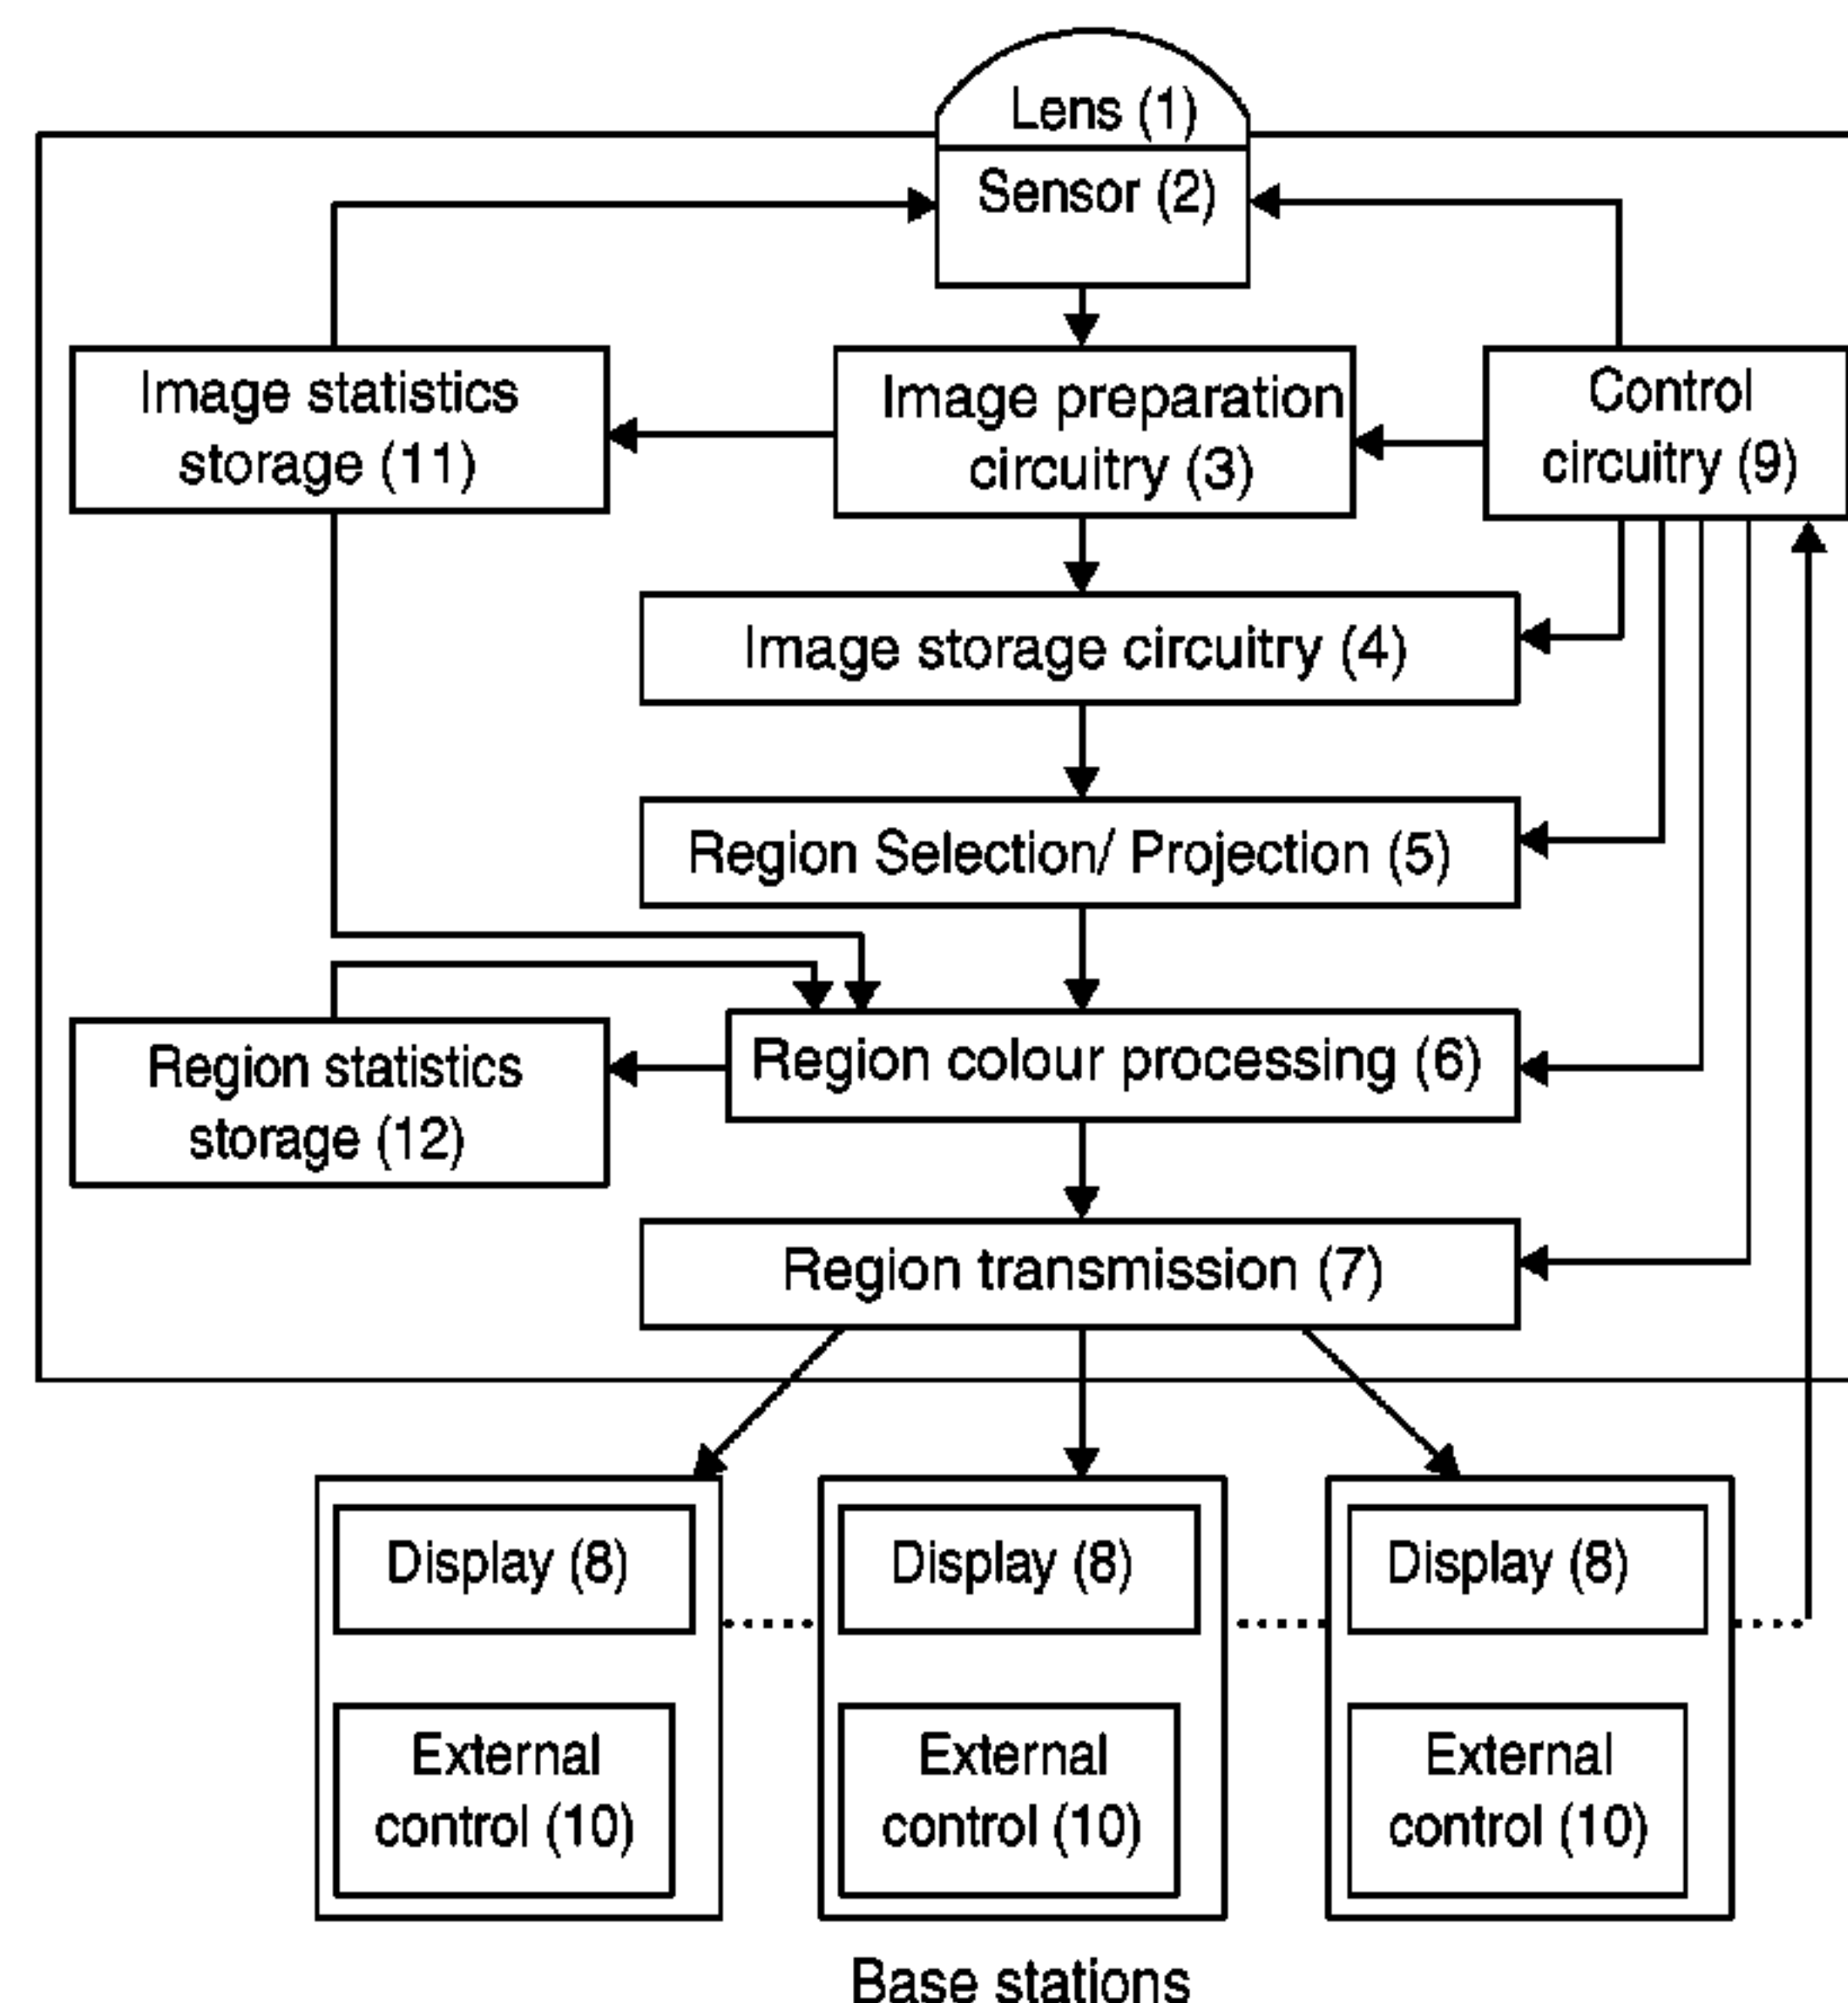 Lens (1)
Sensor (2)
Image statistics
storage (11)
Image preparation
circuitry (3)
Control
circuitry (9)
Image storage circuitry (4)
Region Selection/ Projection (5)
Region colour processing (6)
Region statistics
storage (12)
Region transmission (7)
Display (8)
Display (8)
Display (8)
External
control (10)
External
control (10)
External
control (10)
Base stations